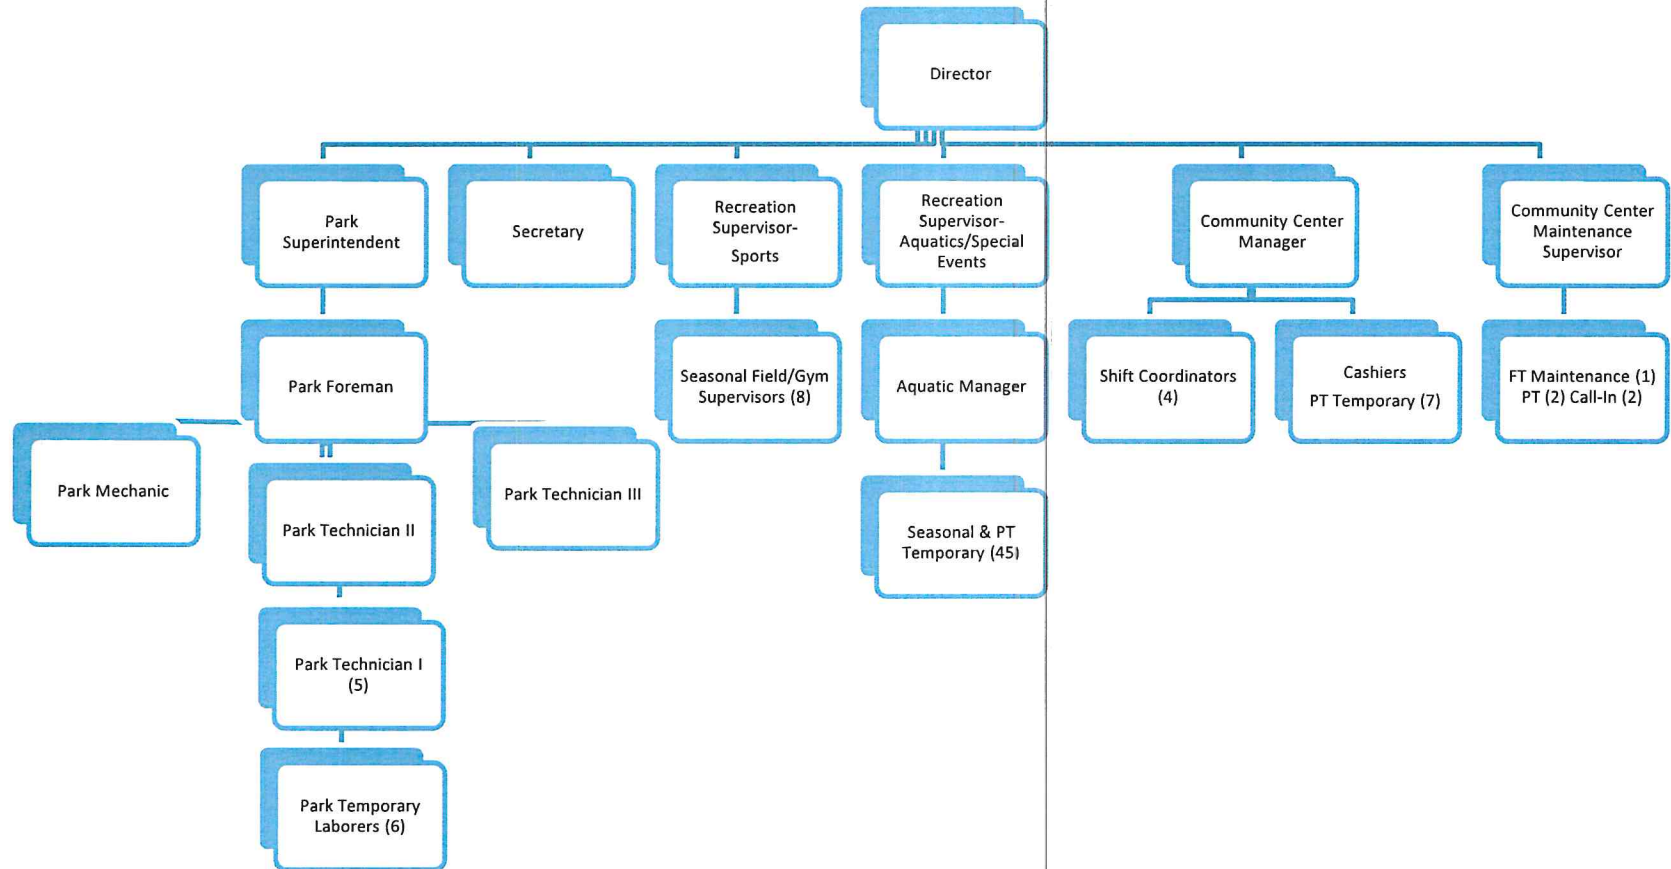 Director
Park
Superintendent
Secretary
Recreation
Supervisor-
Sports
Recreation
Supervisor-
Aquatics/Special
Events
Community Center
Manager
Community Center
Maintenance
Supervisor
Park Foreman
Seasonal Field/Gym
Supervisors (8)
Aquatic Manager
Shift Coordinators
(4)
Cashiers
PT Temporary (7)
FT Maintenance (1)
PT (2) Call-In (2)
Park Mechanic
Park Technician II
Park Technician III
Seasonal & PT
Temporary (45)
Park Technician I
(5)
Park Temporary
Laborers (6)